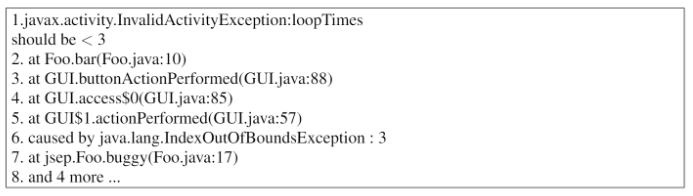 1.javax.activity.InvalidActivityException:loopTimes
should be < 3
2. at Foo.bar(Foo.java:10)
3. at GUI.buttonActionPerformed(GUI.java:88)
4. at GUI.access$0(GUI.java:85)
5. at GUI$1.actionPerformed(GUI.java:57)
6. caused by java.lang.IndexOutOfBoundsException : 3
7. at jsep.Foo.buggy(Foo.java:17)
8. and 4 more ...